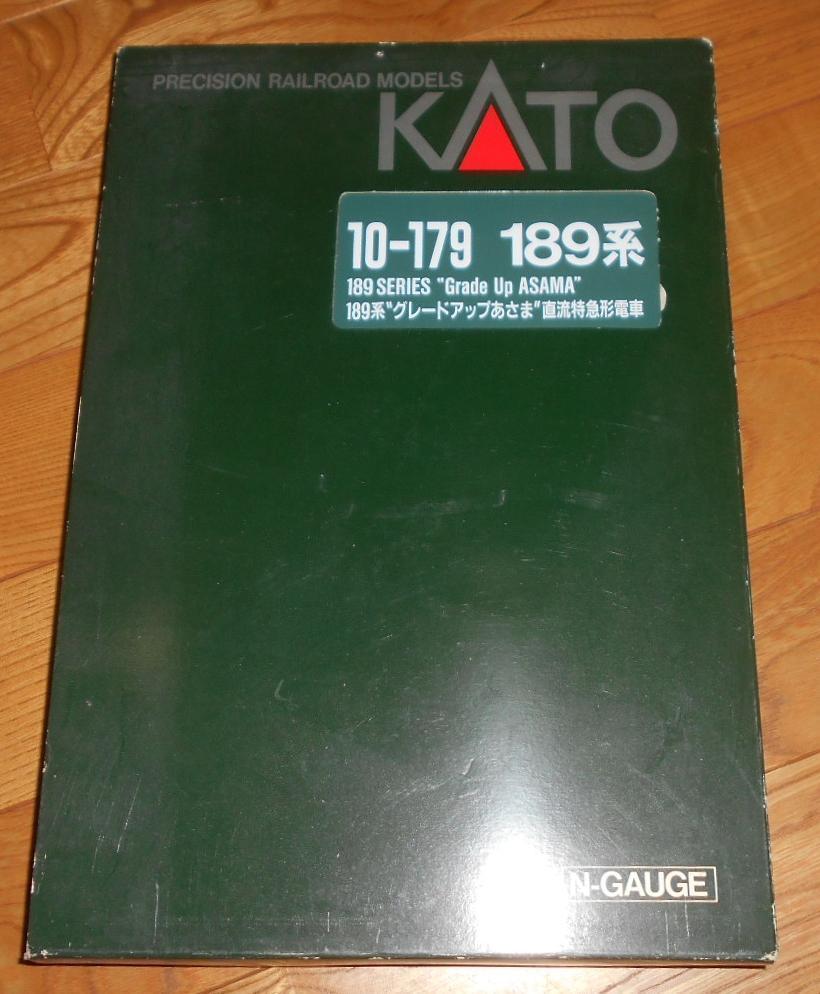 PRECISION RAILROAD MODELS
KATO
10-179 189系
189 SERIES "Grade Up ASAMA"
189系"グレードアップあさま"直流特急形電車
N-GAUGE